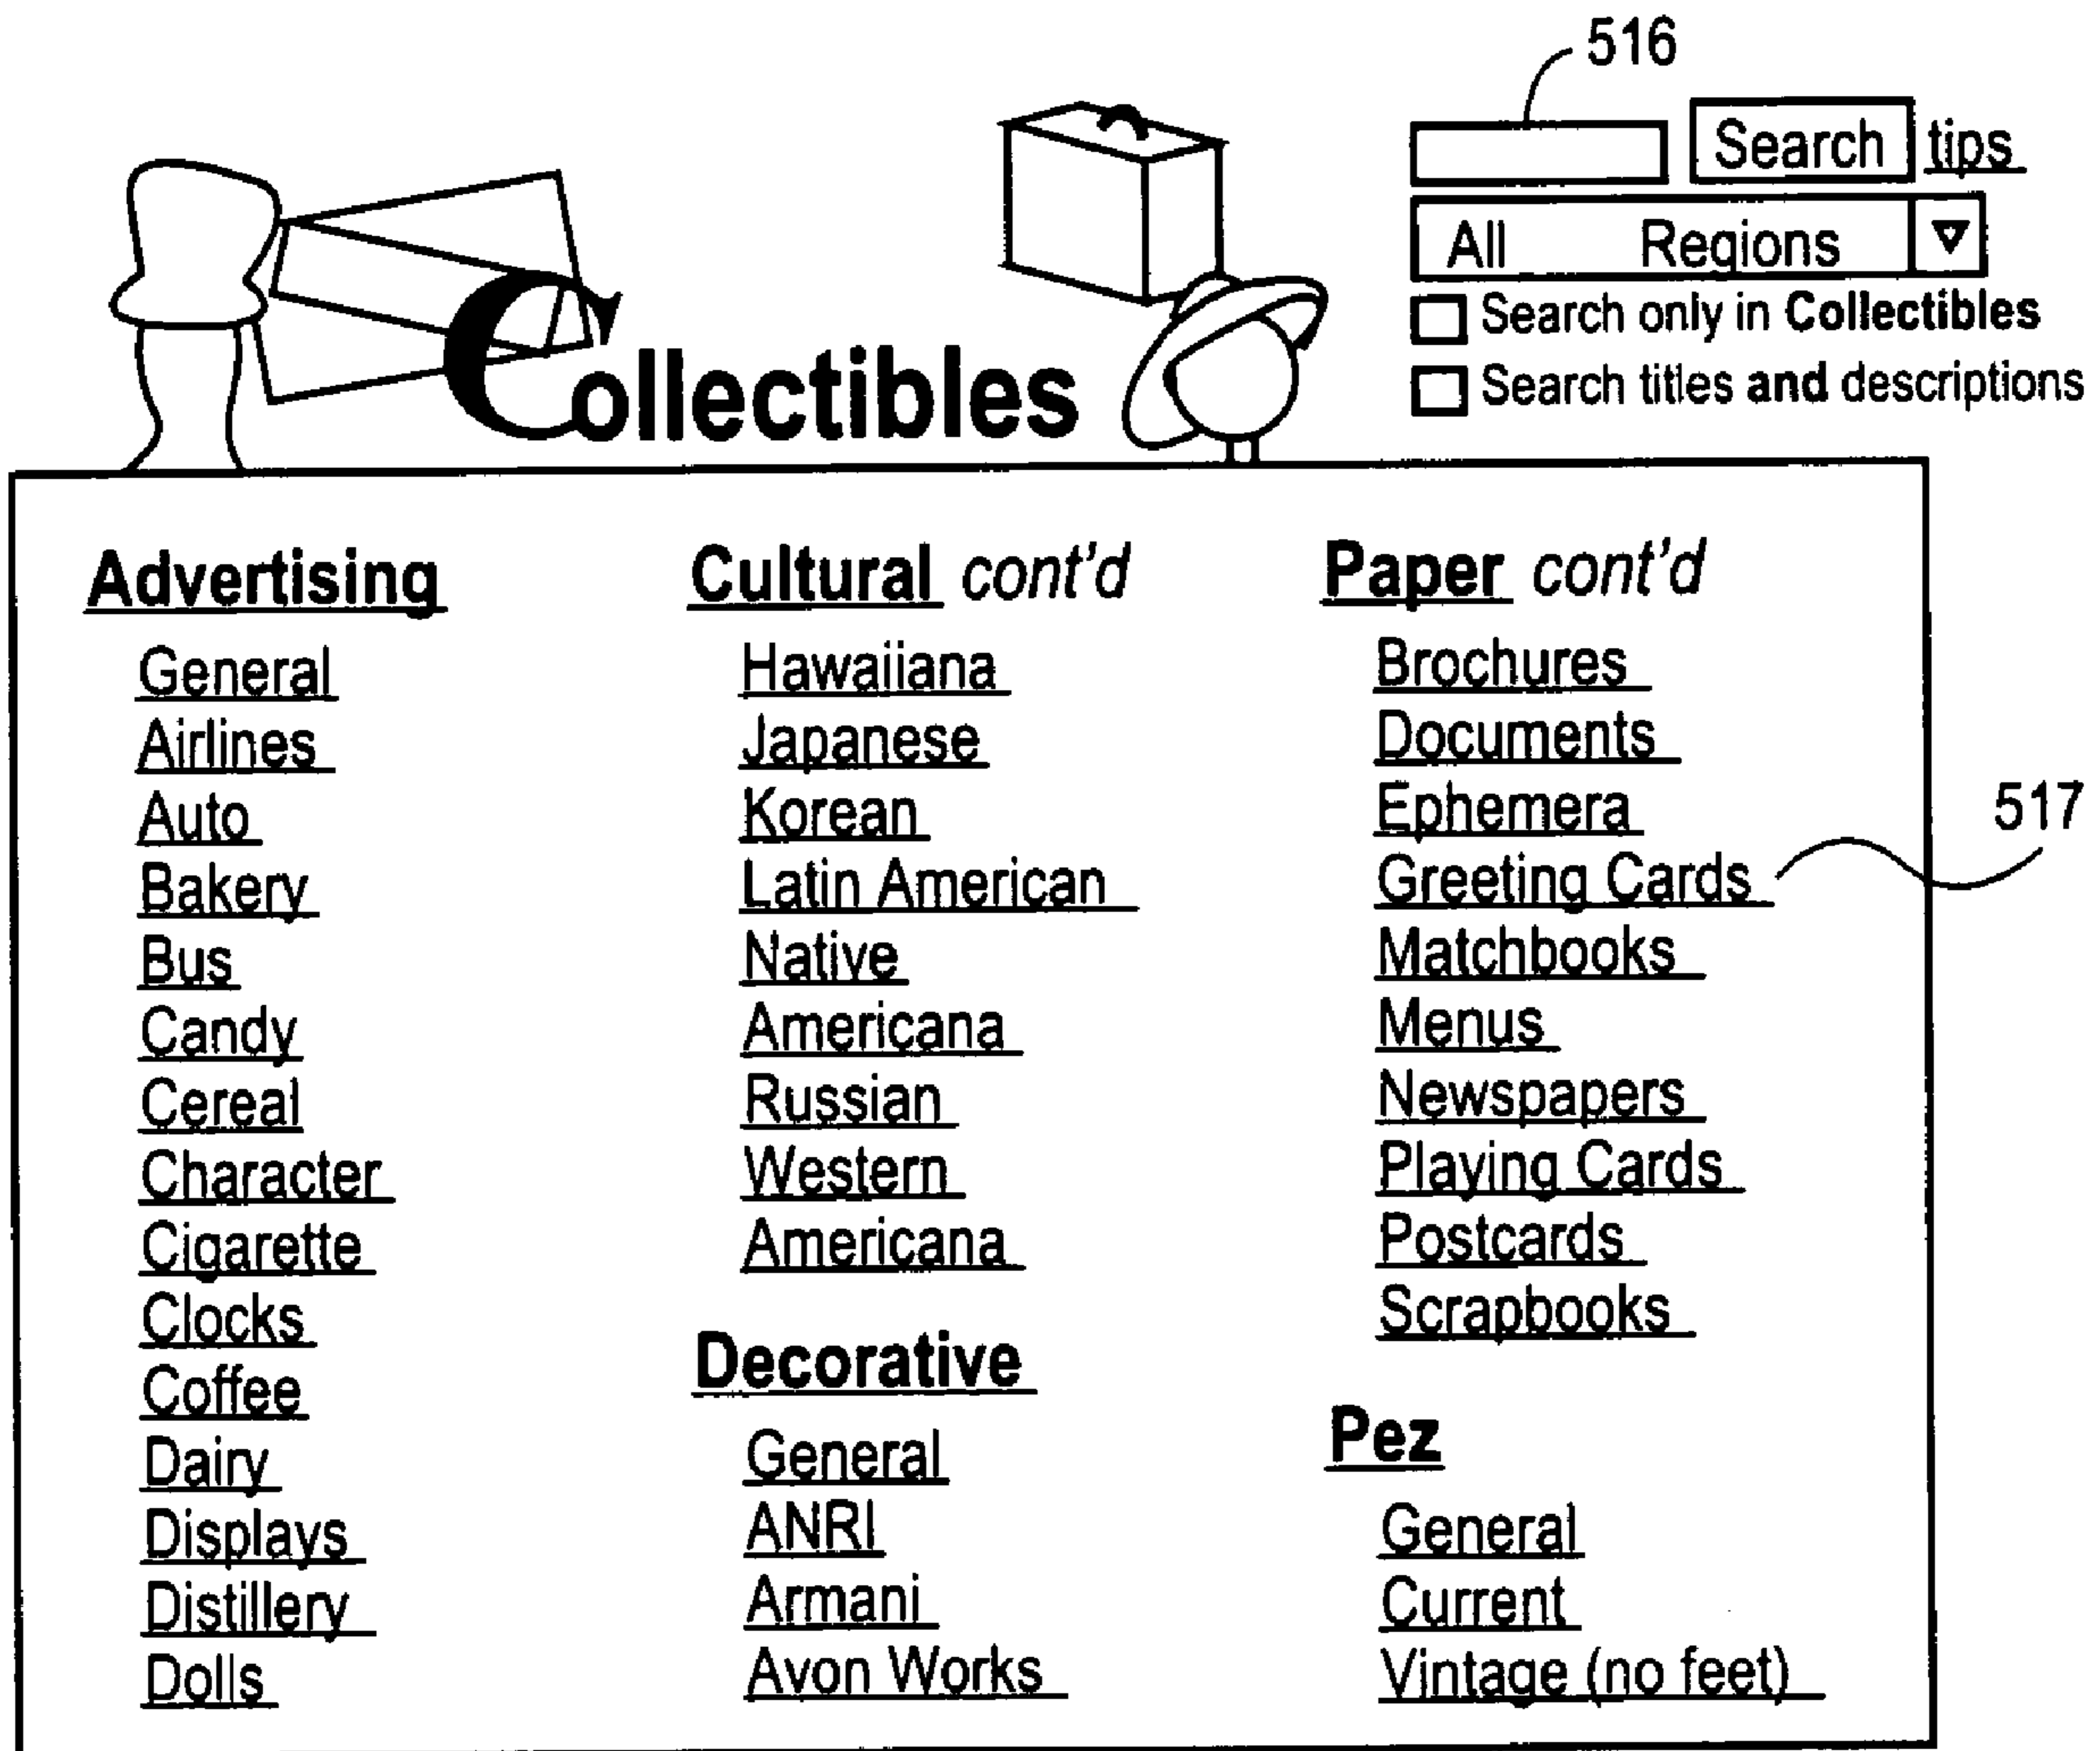 516
Search tips
All Regions
Search only in Collectibles
Search titles and descriptions
Collectibles
Advertising
General
Airlines
Auto
Bakery
Bus
Candy
Cereal
Character
Cigarette
Clocks
Coffee
Dairy
Displays
Distillery
Dolls
Cultural cont'd
Hawaiiana
Japanese
Korean
Latin American
Native
Americana
Russian
Western
Americana
Decorative
General
ANRI
Armani
Avon Works
Paper cont'd
Brochures
Documents
Ephemera
Greeting Cards
Matchbooks
Menus
Newspapers
Playing Cards
Postcards
Scrapbooks
Pez
General
Current
Vintage (no feet)
517